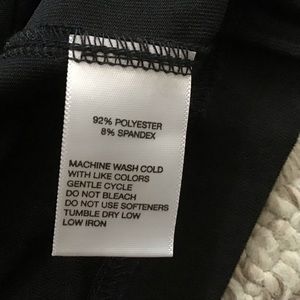 92% POLYESTER
8% SPANDEX
MACHINE WASH COLD
WITH LIKE COLORS
GENTLE CYCLE
DO NOT BLEACH
DO NOT USE SOFTENERS
TUMBLE DRY LOW
LOW IRON